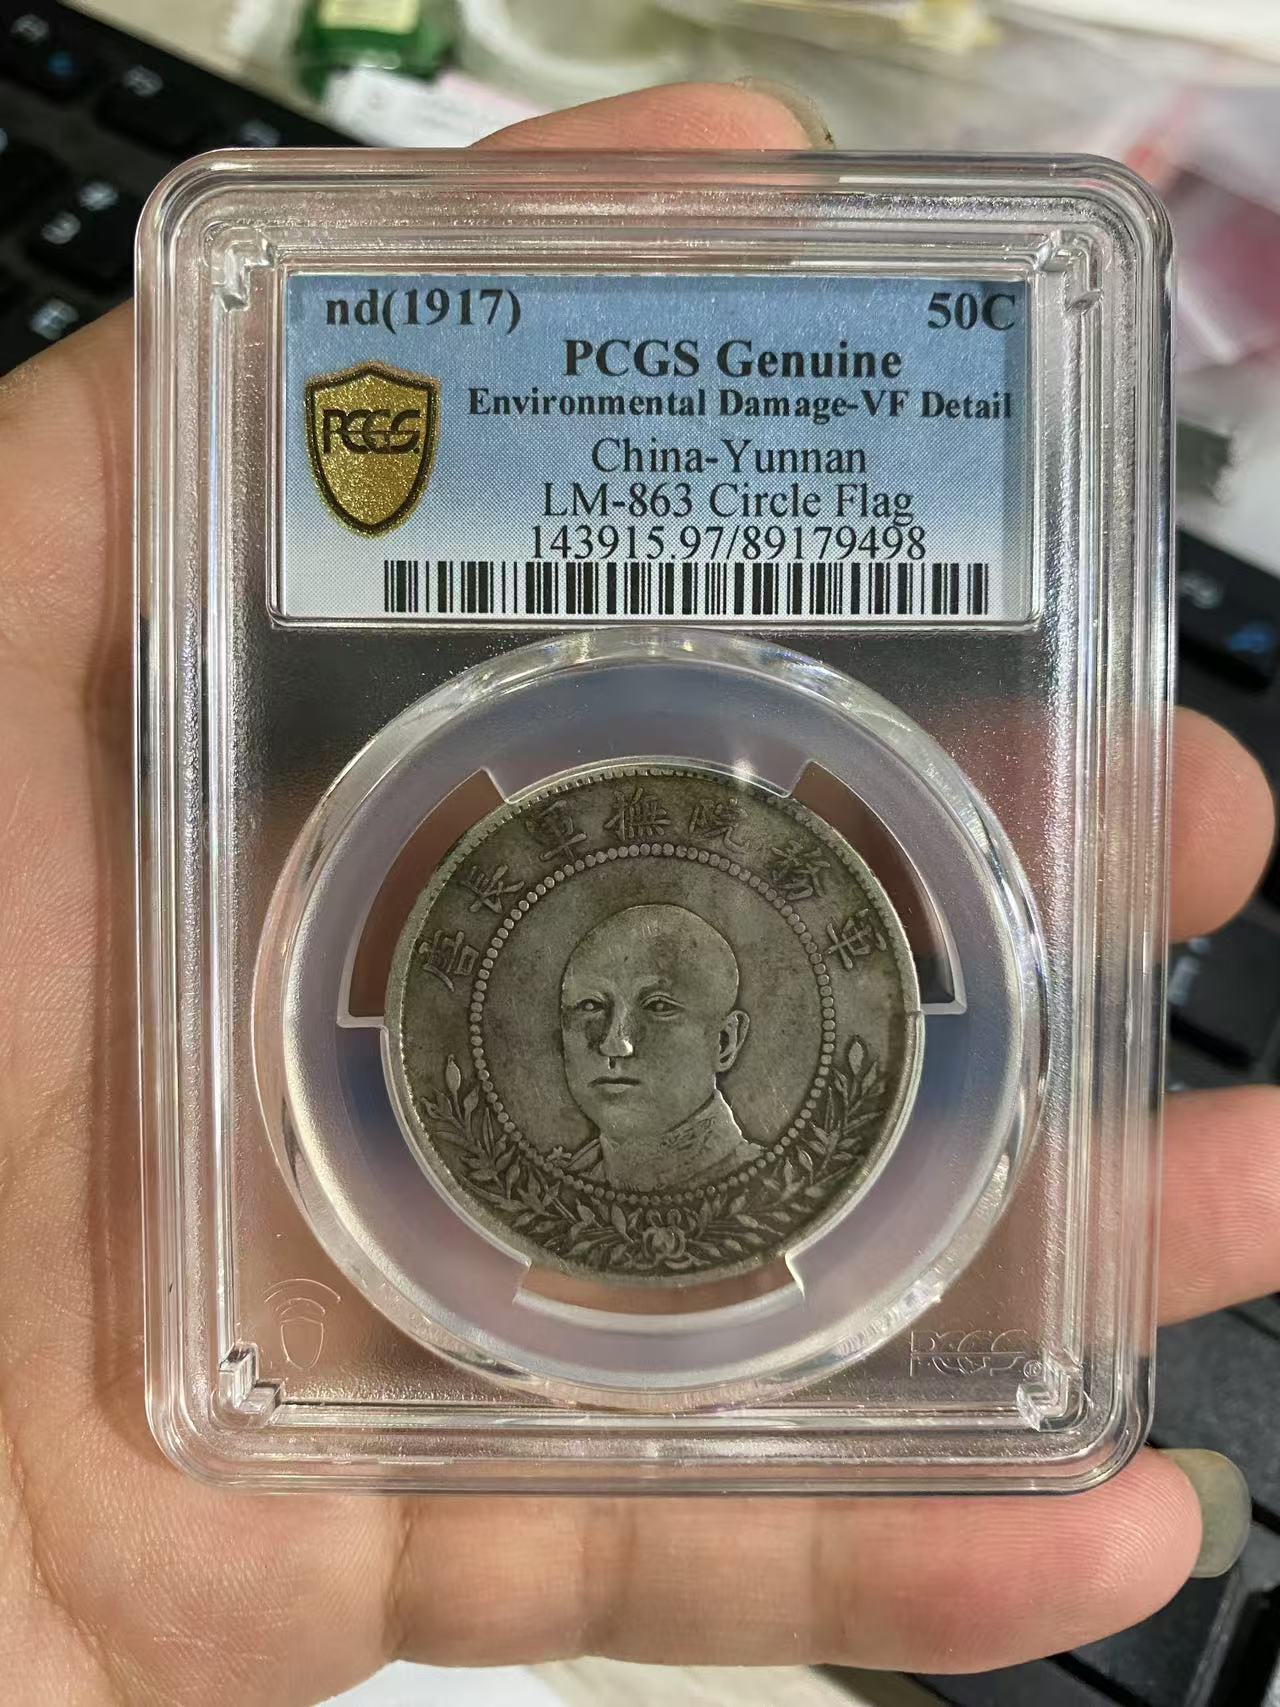 nd(1917) 50C
PCGS Genuine
Environmental Damage-VF Detail
China-Yunnan
LM-863 Circle Flag
143915.97/89179498
PCGS
軍務院撫軍長唐
PCGS